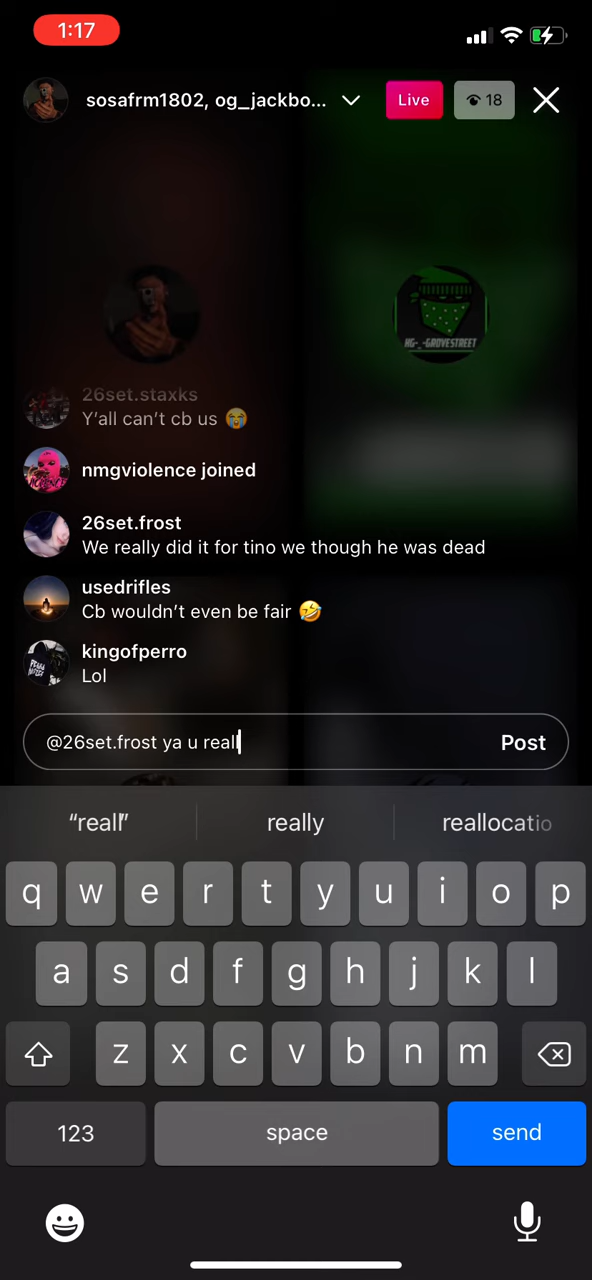 1:17
sosafrm1802, og_jackbo...
Live
18
HG-_-GROVESTREET
26set.staxks
Y'all can't cb us 😭
nmgviolence joined
26set.frost
We really did it for tino we though he was dead
usedrifles
Cb wouldn't even be fair 🤣
kingofperro
Lol
@26set.frost ya u reall
Post
“reall” really reallocatio
q w e r t y u i o p
a s d f g h j k l
z x c v b n m
123 space send